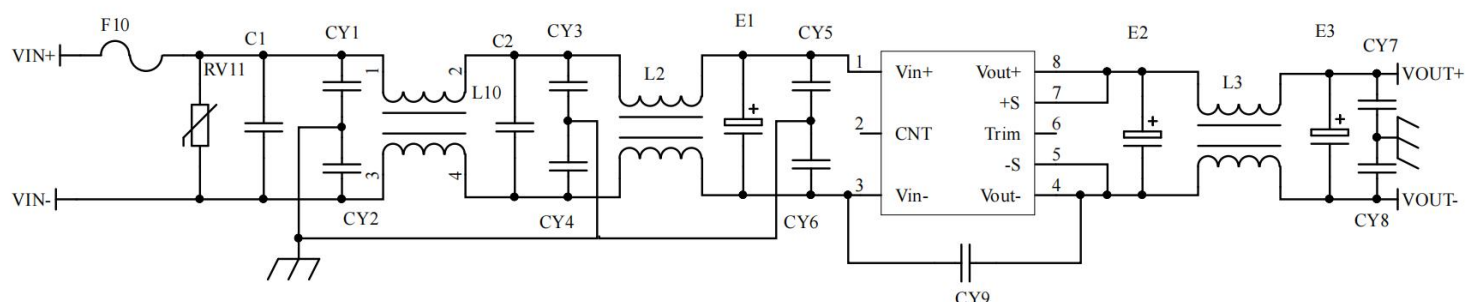 F10
C1
CY1
C2
CY3
E1
CY5
E2
E3
CY7
VIN+
RV11
1
2
L10
L2
1
Vin+
Vout+
8
L3
VOUT+
+S
7
2
CNT
Trim
6
+
+
+
-S
5
3
4
VIN-
3
Vin-
Vout-
4
VOUT-
CY2
CY4
CY6
CY8
CY9